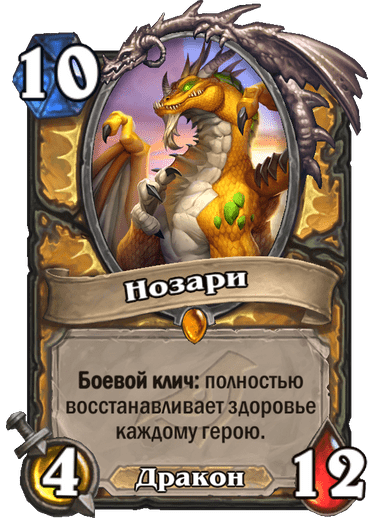 10
Нозари
Боевой клич: полностью
восстанавливает здоровье
каждому герою.
4
Дракон
12